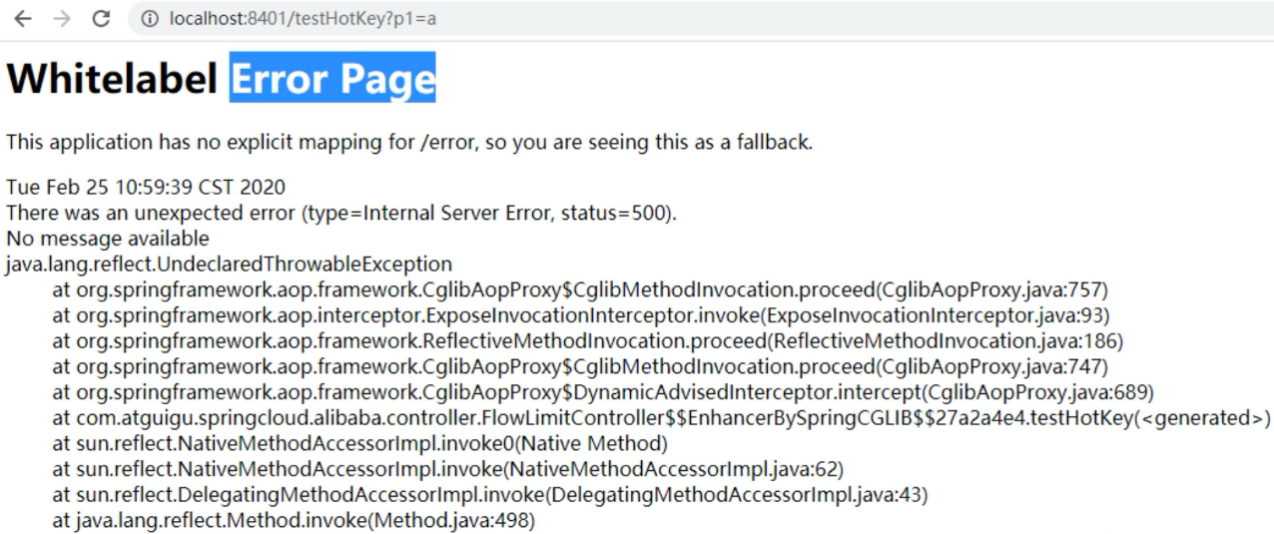 localhost:8401/testHotKey?p1=a
Whitelabel Error Page
This application has no explicit mapping for /error, so you are seeing this as a fallback.
Tue Feb 25 10:59:39 CST 2020
There was an unexpected error (type=Internal Server Error, status=500).
No message available
java.lang.reflect.UndeclaredThrowableException
at org.springframework.aop.framework.CglibAopProxy$CglibMethodInvocation.proceed(CglibAopProxy.java:757)
at org.springframework.aop.interceptor.ExposeInvocationInterceptor.invoke(ExposeInvocationInterceptor.java:93)
at org.springframework.aop.framework.ReflectiveMethodInvocation.proceed(ReflectiveMethodInvocation.java:186)
at org.springframework.aop.framework.CglibAopProxy$CglibMethodInvocation.proceed(CglibAopProxy.java:747)
at org.springframework.aop.framework.CglibAopProxy$DynamicAdvisedInterceptor.intercept(CglibAopProxy.java:689)
at com.atguigu.springcloud.alibaba.controller.FlowLimitController$$EnhancerBySpringCGLIB$$27a2a4e4.testHotKey(<generated>)
at sun.reflect.NativeMethodAccessorImpl.invoke0(Native Method)
at sun.reflect.NativeMethodAccessorImpl.invoke(NativeMethodAccessorImpl.java:62)
at sun.reflect.DelegatingMethodAccessorImpl.invoke(DelegatingMethodAccessorImpl.java:43)
at java.lang.reflect.Method.invoke(Method.java:498)